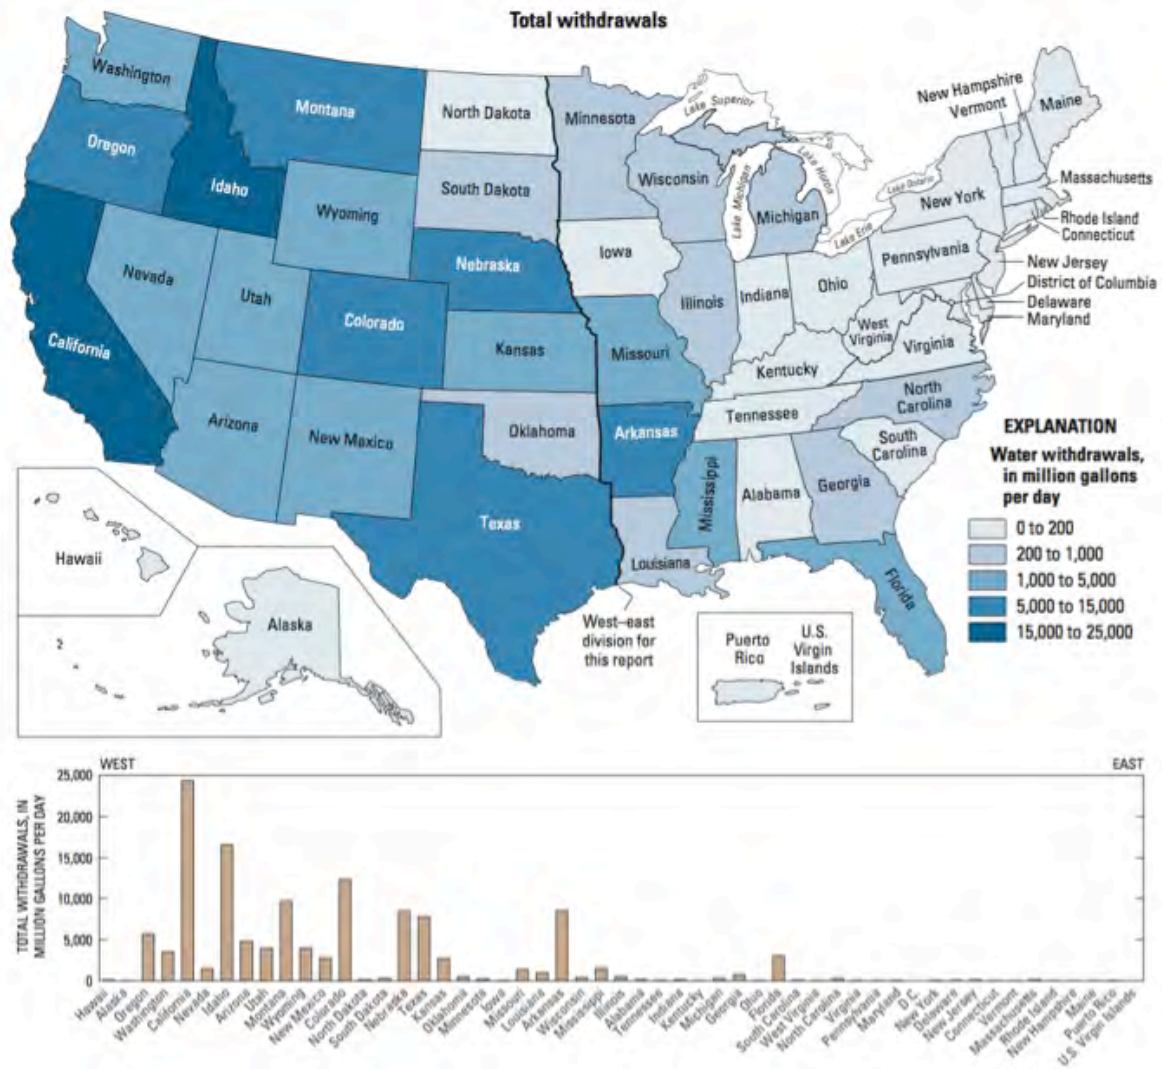 Total withdrawals
Washington
Montana
North Dakota
Minnesota
Lake Superior
New Hampshire
Vermont
Maine
Oregon
Idaho
South Dakota
Wisconsin
Lake Michigan
Lake Huron
Michigan
Lake Ontario
New York
Massachusetts
Wyoming
Rhode Island
Connecticut
Lake Erie
Nebraska
Iowa
Pennsylvania
New Jersey
District of Columbia
Delaware
Maryland
Nevada
Utah
Colorado
Illinois
Indiana
Ohio
West
Virginia
Virginia
California
Kansas
Missouri
Kentucky
North
Carolina
Tennessee
Arizona
New Mexico
Oklahoma
Arkansas
South
Carolina
Mississippi
Alabama
Georgia
Texas
Louisiana
Florida
EXPLANATION
Water withdrawals,
in million gallons
per day
0 to 200
200 to 1,000
1,000 to 5,000
5,000 to 15,000
15,000 to 25,000
Hawaii
Alaska
West–east
division for
this report
Puerto
Rico
U.S.
Virgin
Islands
WEST
EAST
TOTAL WITHDRAWALS, IN
MILLION GALLONS PER DAY
25,000
20,000
15,000
10,000
5,000
0
Hawaii
Alaska
Oregon
Washington
California
Nevada
Idaho
Arizona
Utah
Montana
Wyoming
New Mexico
Colorado
North Dakota
South Dakota
Nebraska
Texas
Kansas
Oklahoma
Minnesota
Iowa
Missouri
Louisiana
Arkansas
Wisconsin
Mississippi
Illinois
Alabama
Tennessee
Indiana
Kentucky
Michigan
Georgia
Ohio
Florida
South Carolina
West Virginia
North Carolina
Virginia
Pennsylvania
Maryland
D.C.
New York
Delaware
New Jersey
Connecticut
Vermont
Massachusetts
Rhode Island
New Hampshire
Maine
Puerto Rico
U.S. Virgin Islands